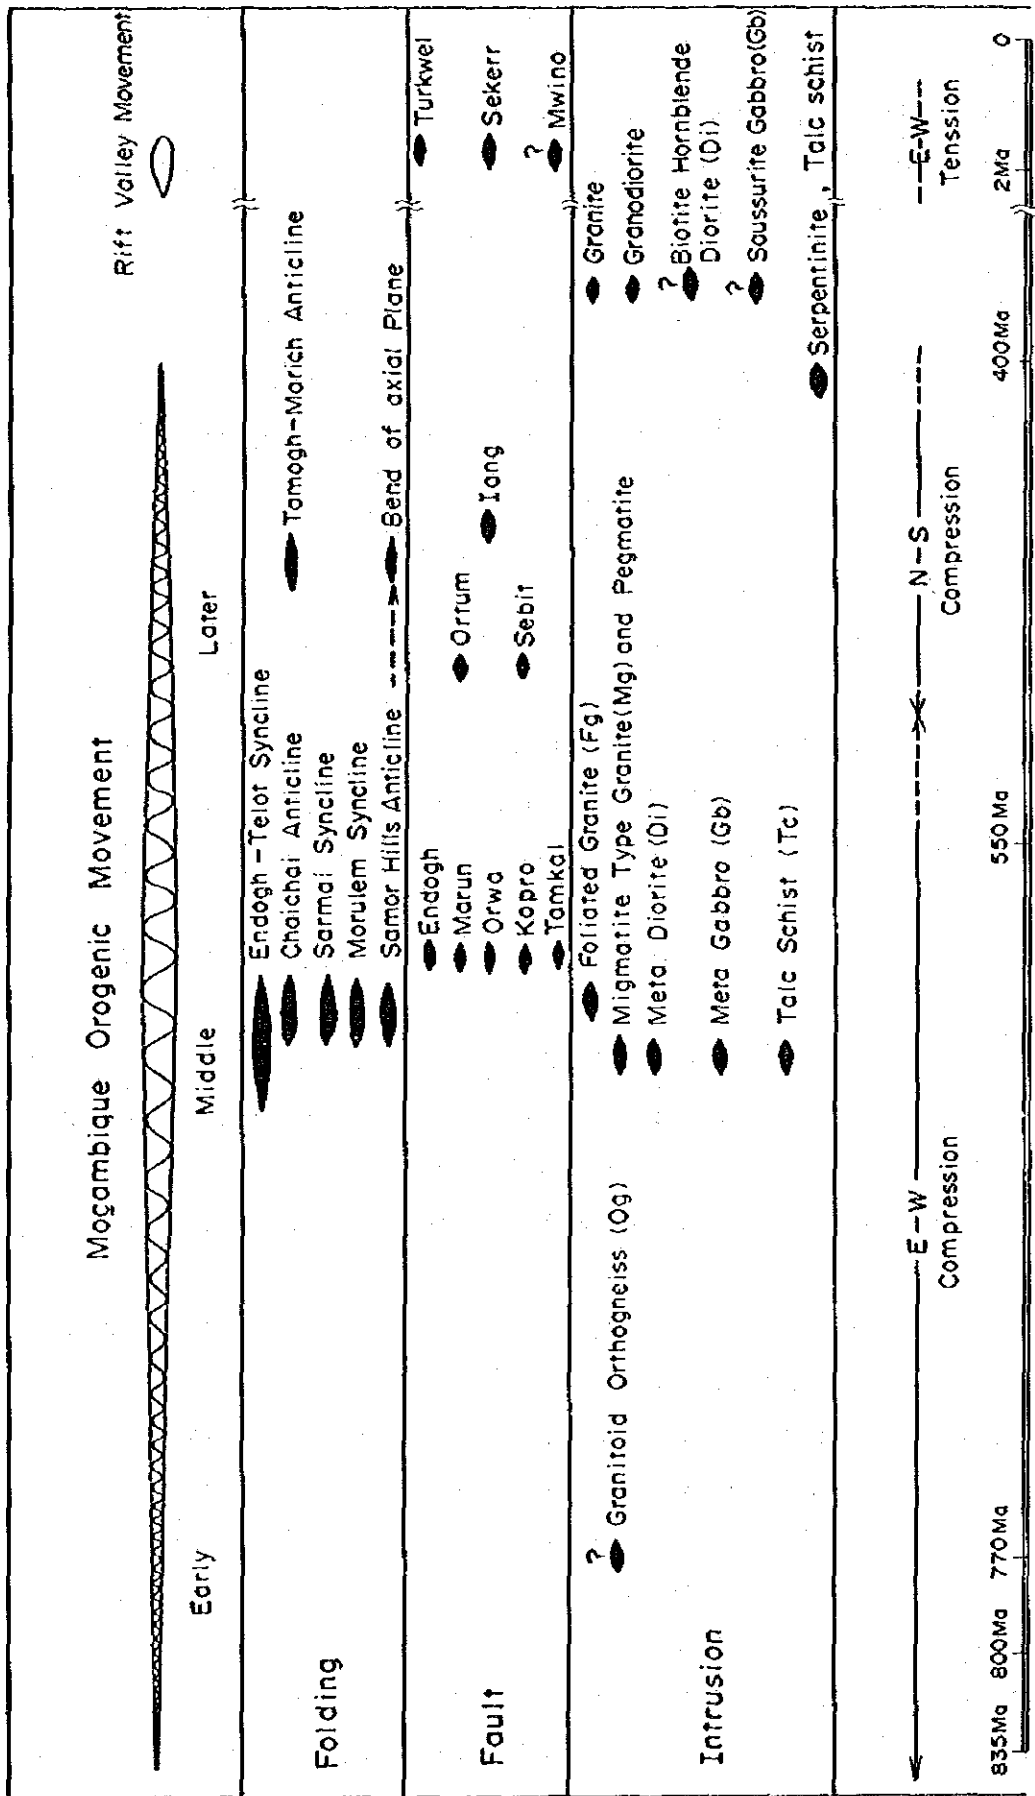 Moçambique Orogenic Movement
Rift Valley Movement
Early
Middle
Later
Folding
Endogh-Telot Syncline
Chaichai Anticline
Tamogh-Marich Anticline
Sarmai Syncline
Morulem Syncline
Samor Hills Anticline
Bend of axial Plane
Fault
Endogh
Turkwel
Marun
Ortum
Orwa
Iang
Sekerr
Kopro
Sebit
Tamkal
?
Mwino
Intrusion
?
Granitoid Orthogneiss (Og)
Foliated Granite (Fg)
Granite
Migmatite Type Granite(Mg) and Pegmatite
Granodiorite
Meta Diorite (Di)
?
Biotite Hornblende
Diorite (Di)
Meta Gabbro (Gb)
?
Saussurite Gabbro(Gb)
Talc Schist (Tc)
Serpentinite, Talc schist
E-W
Compression
N-S
Compression
E-W
Tenssion
835Ma
800Ma
770Ma
550Ma
400Ma
2Ma
0